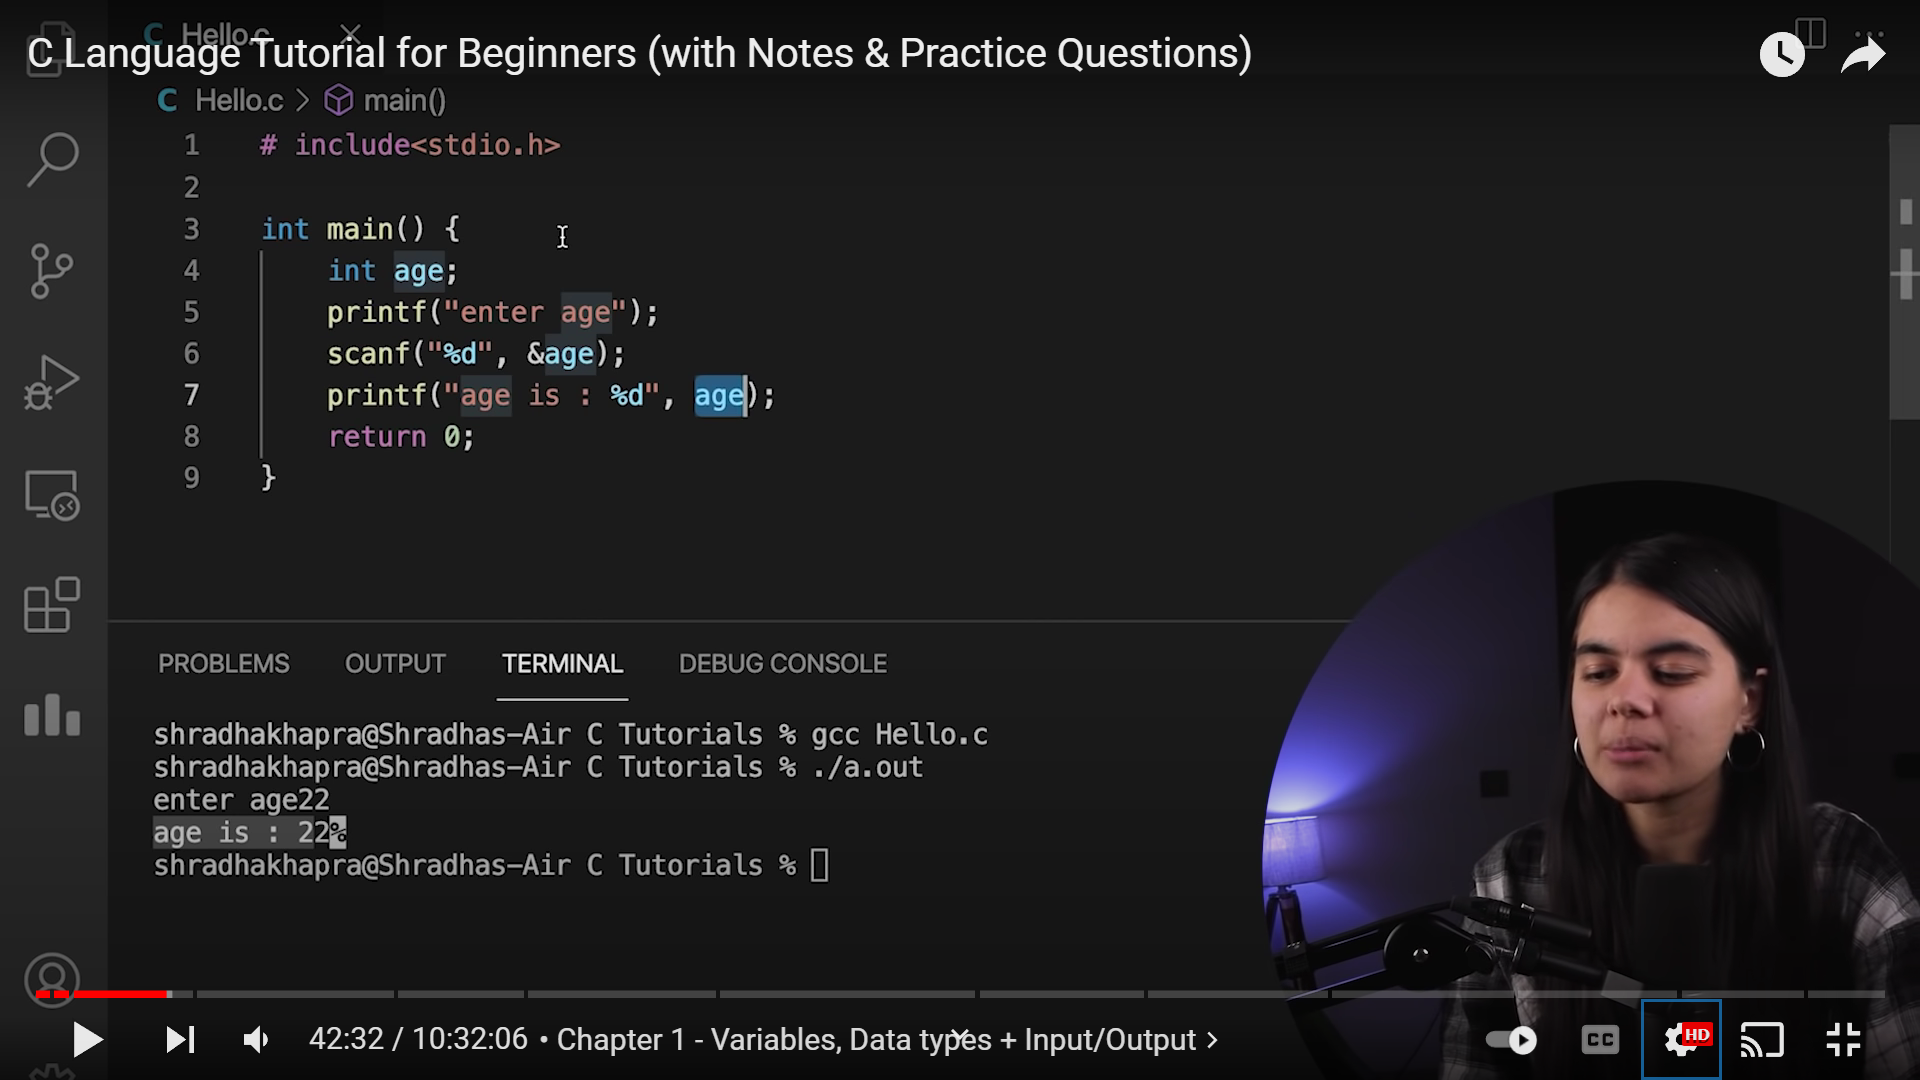 C Hello.c
C Language Tutorial for Beginners (with Notes & Practice Questions)
C Hello.c > main()
1 # include<stdio.h>
2
3 int main() {
4 int age;
5 printf("enter age");
6 scanf("%d", &age);
7 printf("age is : %d", age);
8 return 0;
9 }
PROBLEMS OUTPUT TERMINAL DEBUG CONSOLE
shradhakhapra@Shradhas-Air C Tutorials % gcc Hello.c
shradhakhapra@Shradhas-Air C Tutorials % ./a.out
enter age22
age is : 22%
shradhakhapra@Shradhas-Air C Tutorials %
42:32 / 10:32:06 • Chapter 1 - Variables, Data types + Input/Output >
CC
HD